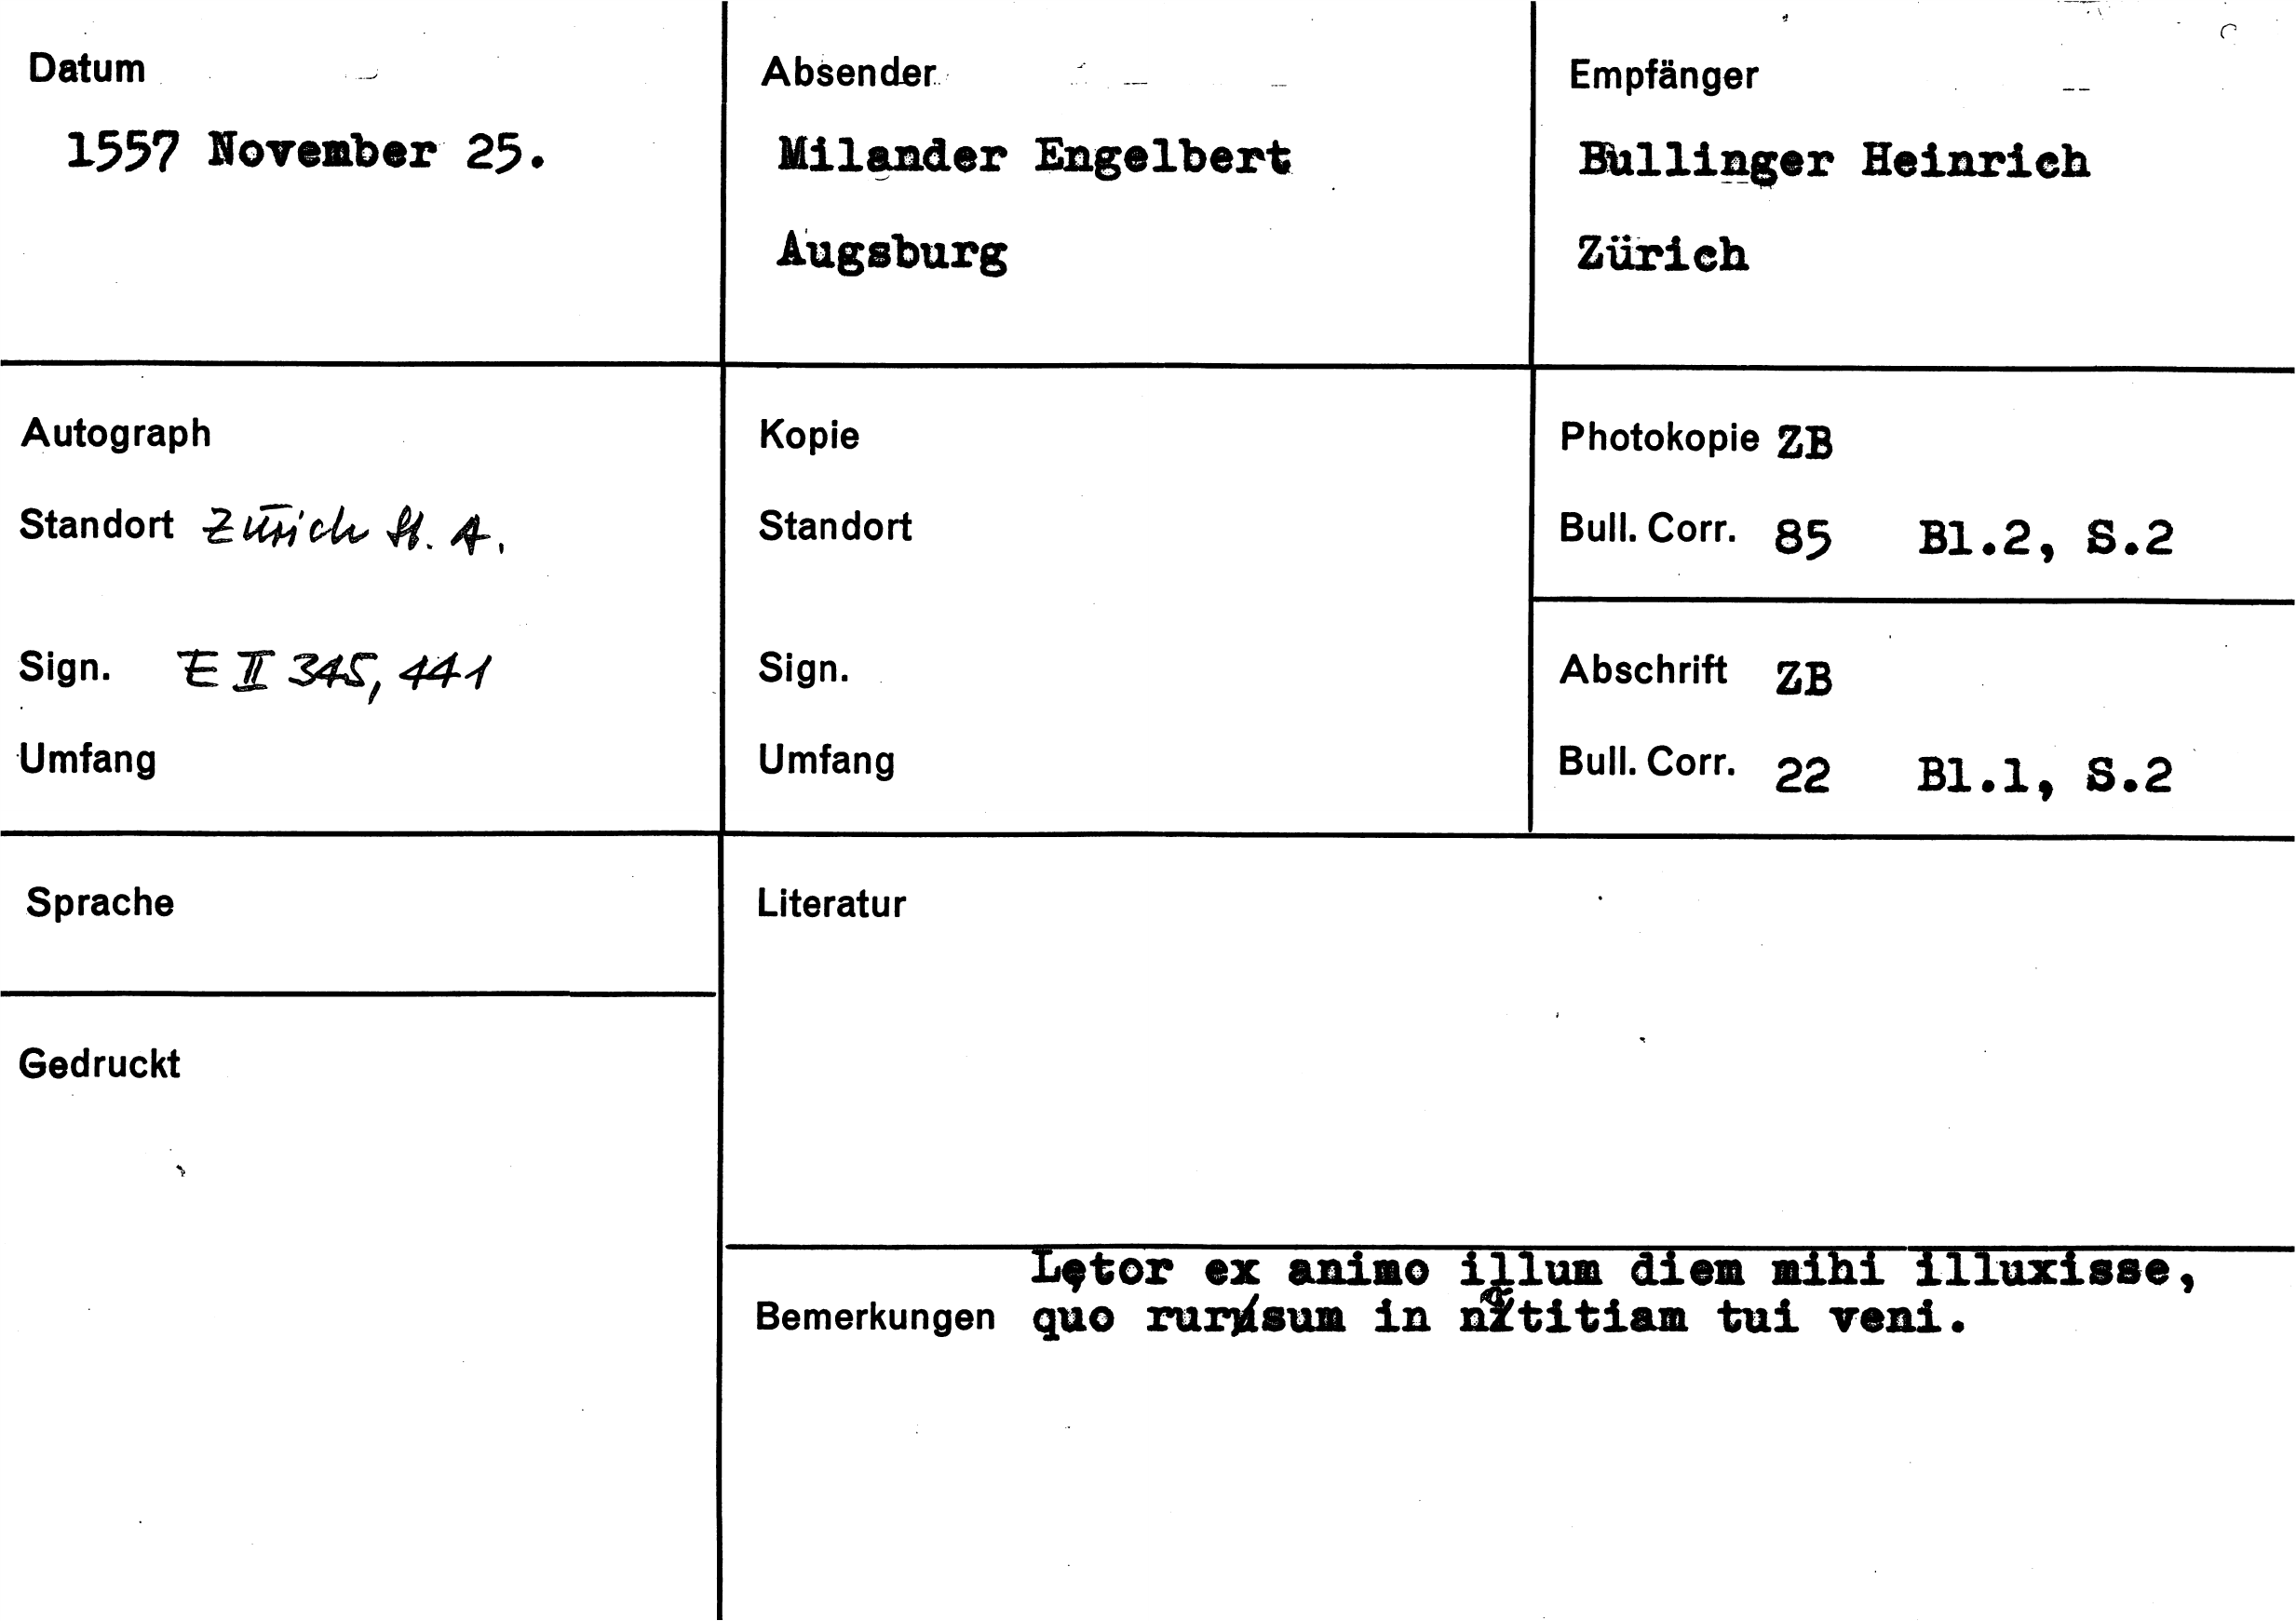 Datum
1557 November 25.
Absender
Milander Engelbert
Augsburg
Empfänger
Bullinger Heinrich
Zürich
Autograph
Standort Zürich St. A.
Sign. E II 345, 441
Umfang
Kopie
Standort
Sign.
Umfang
Photokopie ZB
Bull. Corr. 85 Bl.2, S.2
Abschrift ZB
Bull. Corr. 22 Bl.1, S.2
Sprache
Gedruckt
Literatur
Bemerkungen
Lętor ex animo illum diem mihi illuxisse,
quo rursum in notitiam tui veni.